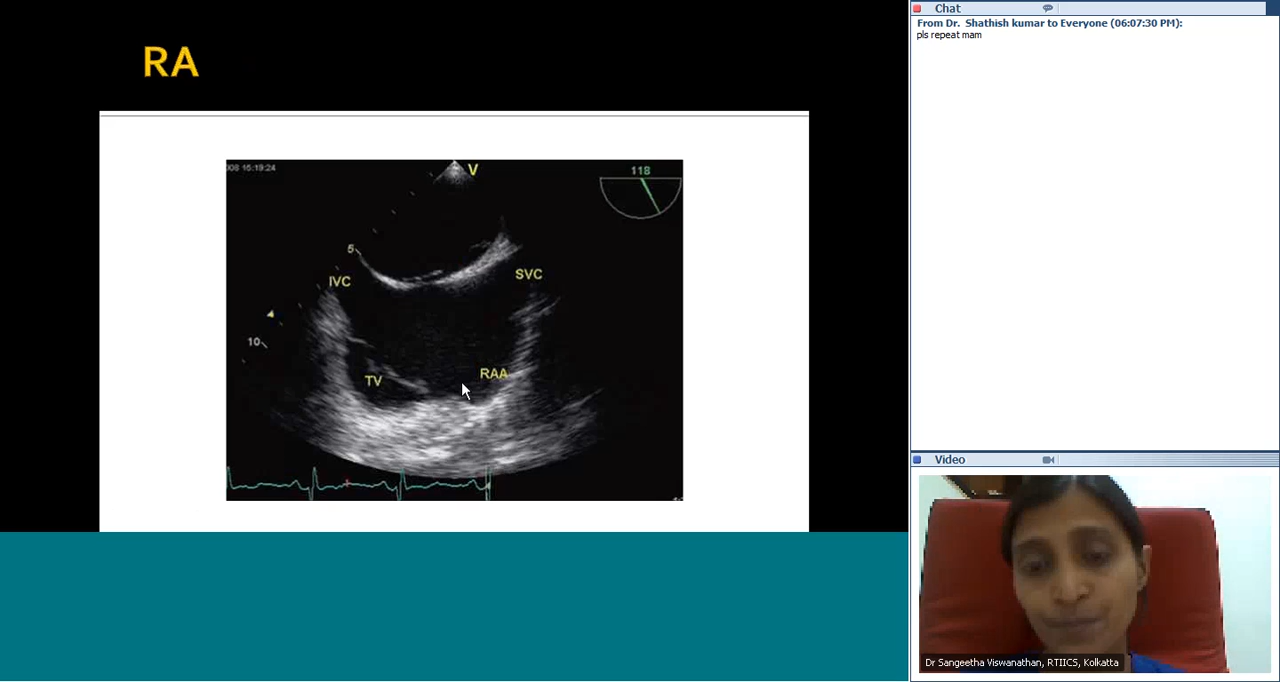 RA
008 15:19:24
V
118
5
IVC
SVC
10
TV
RAA
Chat
From Dr. Shathish kumar to Everyone (06:07:30 PM):
pls repeat mam
Video
Dr Sangeetha Viswanathan, RTIICS, Kolkatta